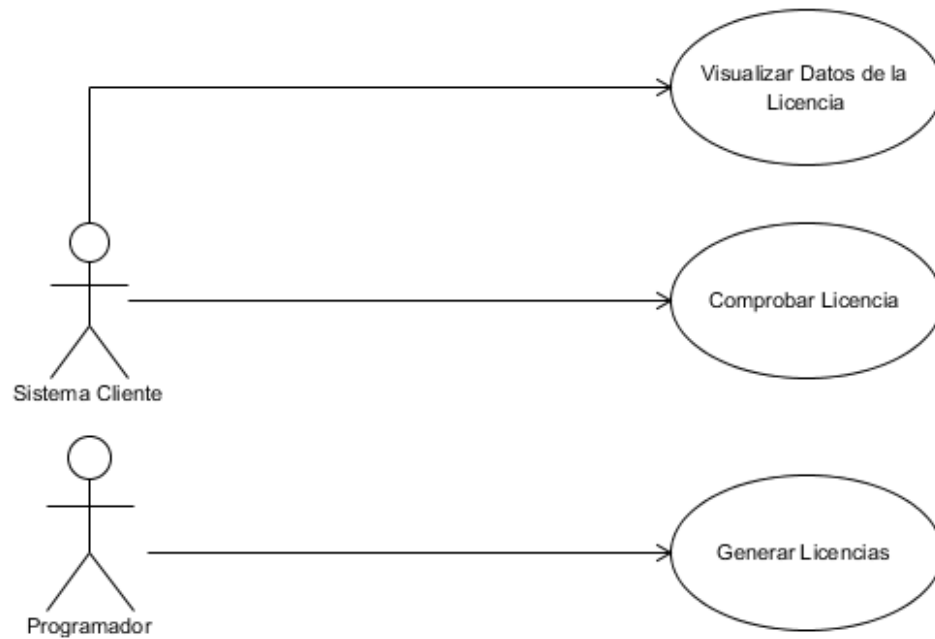 Visualizar Datos de la
Licencia
Comprobar Licencia
Sistema Cliente
Generar Licencias
Programador